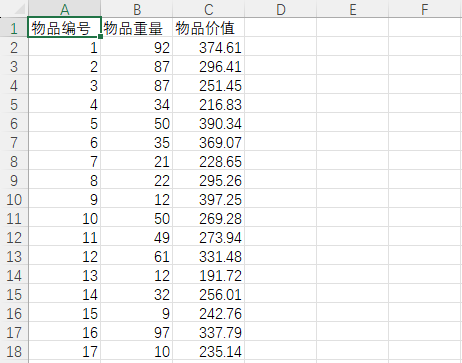 A B C D E F
1 物品编号 物品重量 物品价值
2 1 92 374.61
3 2 87 296.41
4 3 87 251.45
5 4 34 216.83
6 5 50 390.34
7 6 35 369.07
8 7 21 228.65
9 8 22 295.26
10 9 12 397.25
11 10 50 269.28
12 11 49 273.94
13 12 61 331.48
14 13 12 191.72
15 14 32 256.01
16 15 9 242.76
17 16 97 337.79
18 17 10 235.14